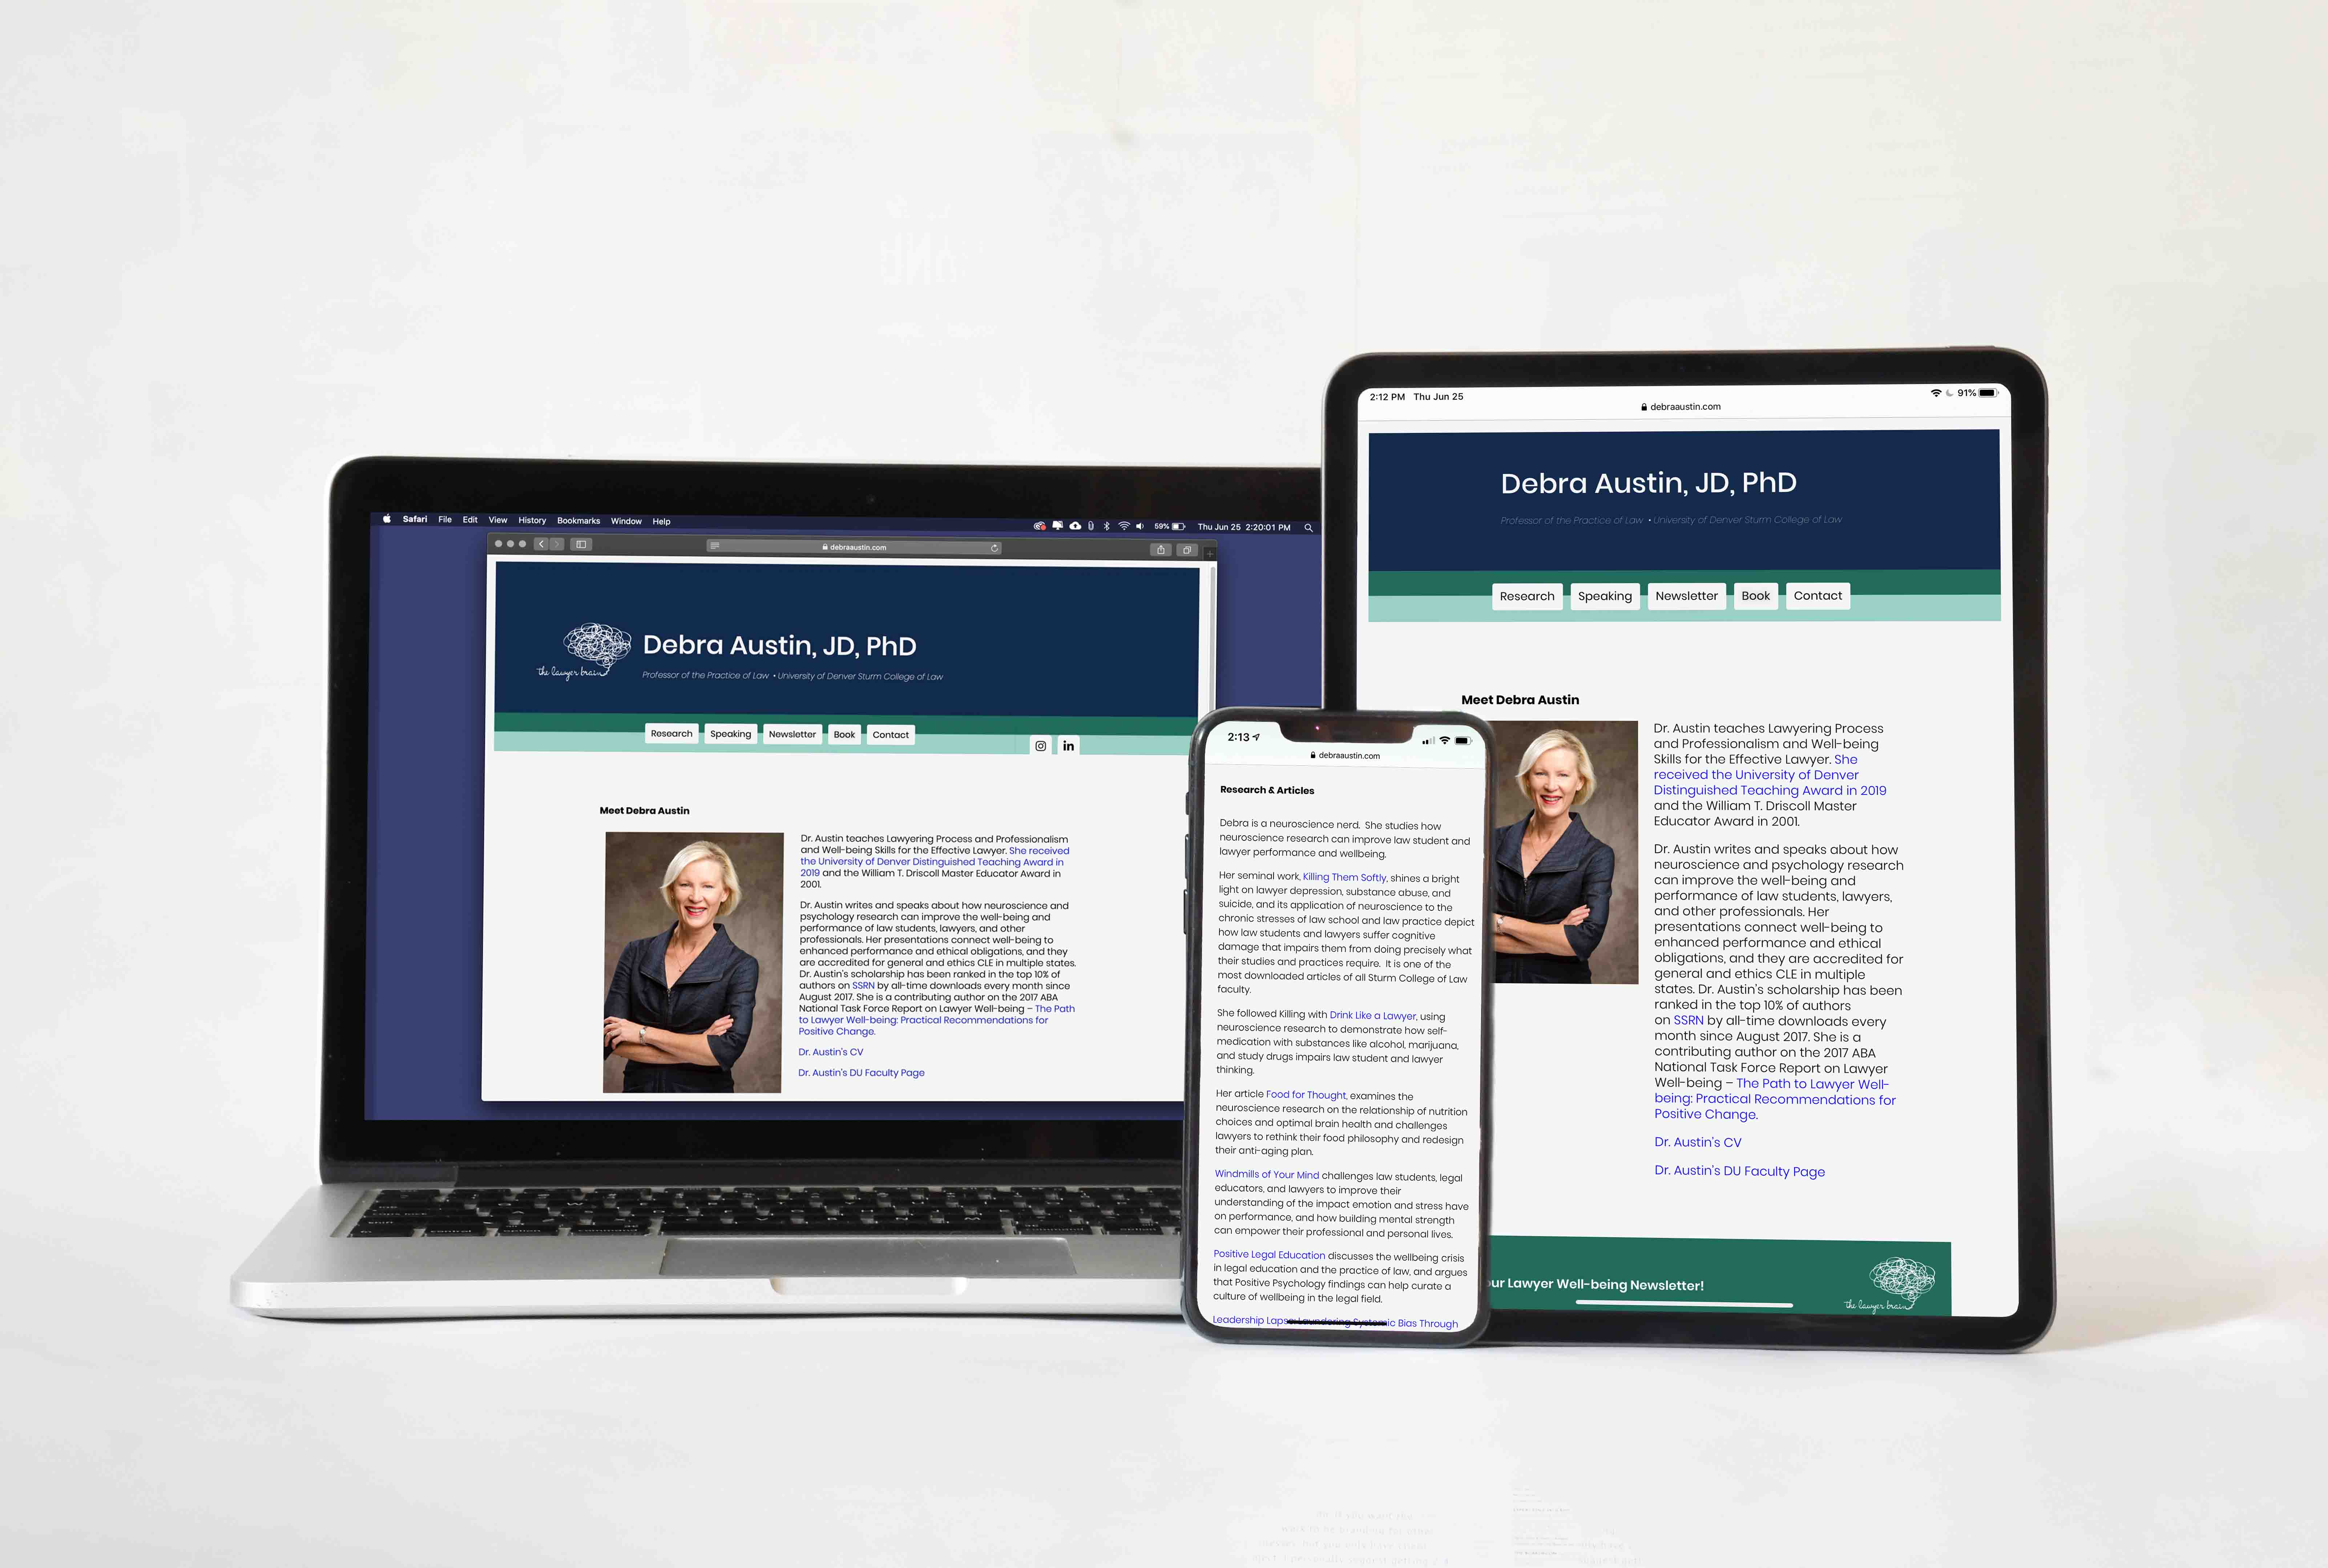 Safari File Edit View History Bookmarks Window Help
59% Thu Jun 25 2:20:01 PM
debraaustin.com
the lawyer brain
Debra Austin, JD, PhD
Professor of the Practice of Law • University of Denver Sturm College of Law
Research Speaking Newsletter Book Contact
in
Meet Debra Austin
Dr. Austin teaches Lawyering Process and Professionalism
and Well-being Skills for the Effective Lawyer. She received
the University of Denver Distinguished Teaching Award in
2019 and the William T. Driscoll Master Educator Award in
2001.
Dr. Austin writes and speaks about how neuroscience and
psychology research can improve the well-being and
performance of law students, lawyers, and other
professionals. Her presentations connect well-being to
enhanced performance and ethical obligations, and they
are accredited for general and ethics CLE in multiple states.
Dr. Austin's scholarship has been ranked in the top 10% of
authors on SSRN by all-time downloads every month since
August 2017. She is a contributing author on the 2017 ABA
National Task Force Report on Lawyer Well-being – The Path
to Lawyer Well-being: Practical Recommendations for
Positive Change.
Dr. Austin's CV
Dr. Austin's DU Faculty Page
2:13
debraaustin.com
Research & Articles
Debra is a neuroscience nerd. She studies how
neuroscience research can improve law student and
lawyer performance and wellbeing.
Her seminal work, Killing Them Softly, shines a bright
light on lawyer depression, substance abuse, and
suicide, and its application of neuroscience to the
chronic stresses of law school and law practice depict
how law students and lawyers suffer cognitive
damage that impairs them from doing precisely what
their studies and practices require. It is one of the
most downloaded articles of all Sturm College of Law
faculty.
She followed Killing with Drink Like a Lawyer, using
neuroscience research to demonstrate how self-
medication with substances like alcohol, marijuana,
and study drugs impairs law student and lawyer
thinking.
Her article Food for Thought, examines the
neuroscience research on the relationship of nutrition
choices and optimal brain health and challenges
lawyers to rethink their food philosophy and redesign
their anti-aging plan.
Windmills of Your Mind challenges law students, legal
educators, and lawyers to improve their
understanding of the impact emotion and stress have
on performance, and how building mental strength
can empower their professional and personal lives.
Positive Legal Education discusses the wellbeing crisis
in legal education and the practice of law, and argues
that Positive Psychology findings can help curate a
culture of wellbeing in the legal field.
Leadership Lapse: Laundering Systemic Bias Through
2:12 PM Thu Jun 25
91%
debraaustin.com
Debra Austin, JD, PhD
Professor of the Practice of Law • University of Denver Sturm College of Law
Research Speaking Newsletter Book Contact
Meet Debra Austin
Dr. Austin teaches Lawyering Process
and Professionalism and Well-being
Skills for the Effective Lawyer. She
received the University of Denver
Distinguished Teaching Award in 2019
and the William T. Driscoll Master
Educator Award in 2001.
Dr. Austin writes and speaks about how
neuroscience and psychology research
can improve the well-being and
performance of law students, lawyers,
and other professionals. Her
presentations connect well-being to
enhanced performance and ethical
obligations, and they are accredited for
general and ethics CLE in multiple
states. Dr. Austin's scholarship has been
ranked in the top 10% of authors
on SSRN by all-time downloads every
month since August 2017. She is a
contributing author on the 2017 ABA
National Task Force Report on Lawyer
Well-being – The Path to Lawyer Well-
being: Practical Recommendations for
Positive Change.
Dr. Austin's CV
Dr. Austin's DU Faculty Page
our Lawyer Well-being Newsletter!
the lawyer brain